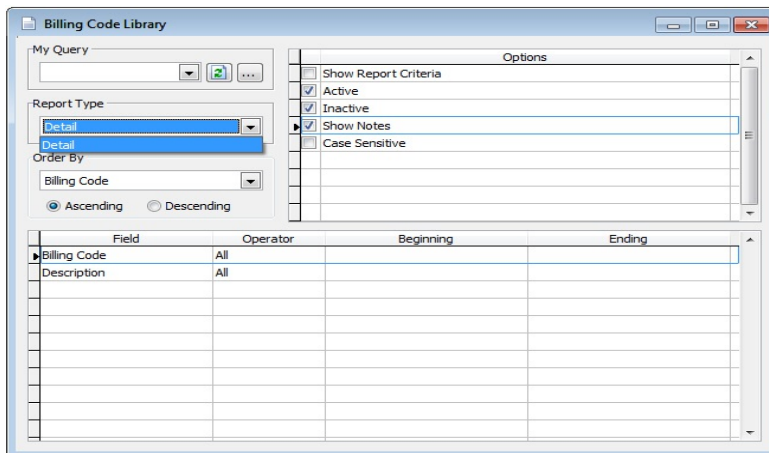 Billing Code Library
My Query
...
Report Type
Detail
Detail
Order By
Billing Code
Ascending Descending
Options
Show Report Criteria
Active
Inactive
Show Notes
Case Sensitive
Field Operator Beginning Ending
Billing Code All
Description All